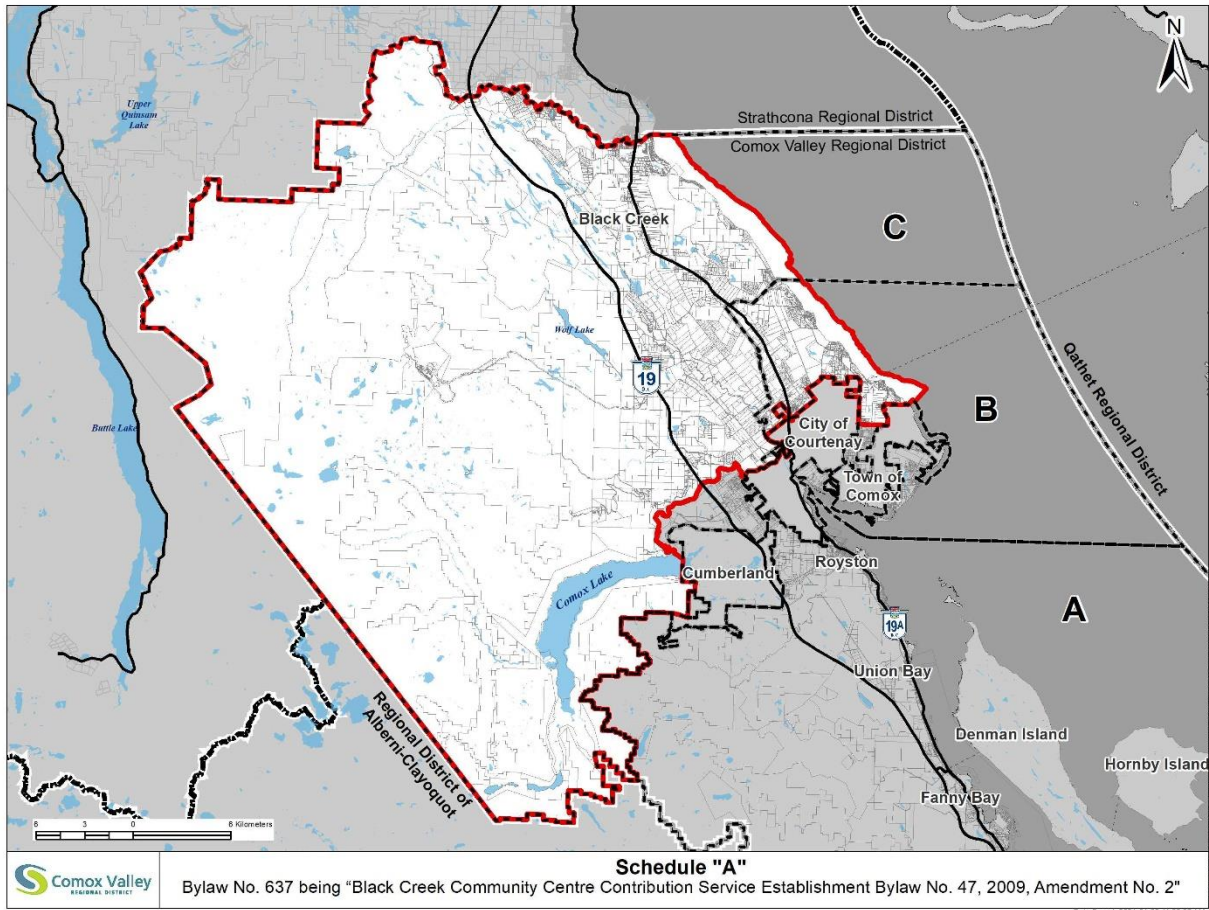 N
Upper
Quinsam
Lake
Strathcona Regional District
Comox Valley Regional District
Black Creek
C
Wolf Lake
19
Qathet Regional District
B
City of
Courtenay
Buttle Lake
Town of
Comox
Cumberland
Royston
Comox Lake
A
19A
Union Bay
Regional District of
Alberni-Clayoquot
Denman Island
Hornby Island
Fanny Bay
6 3 0 6 Kilometers
Schedule "A"
Comox Valley
REGIONAL DISTRICT
Bylaw No. 637 being “Black Creek Community Centre Contribution Service Establishment Bylaw No. 47, 2009, Amendment No. 2"